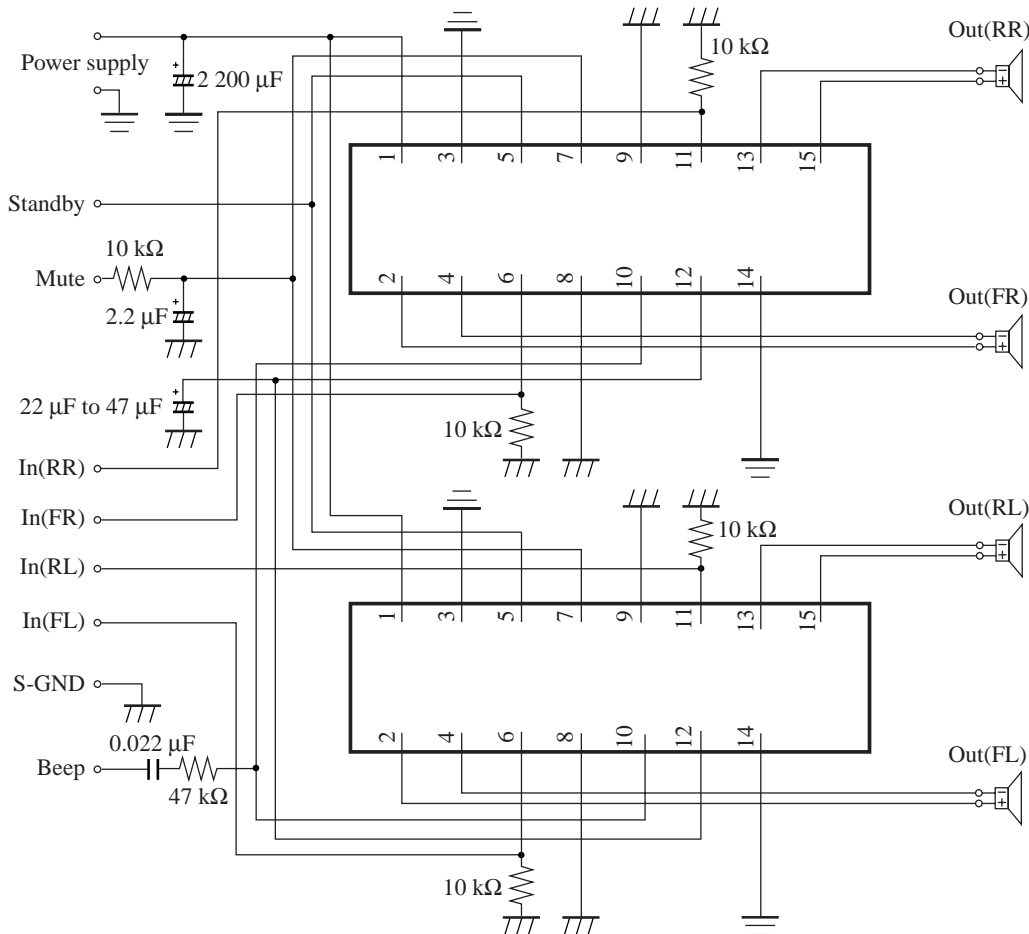 Out(RR)
10 kΩ
Power supply
2 200 µF
1
3
5
7
9
11
13
15
Standby
10 kΩ
Mute
2
4
6
8
10
12
14
Out(FR)
2.2 µF
22 µF to 47 µF
10 kΩ
In(RR)
In(FR)
Out(RL)
10 kΩ
In(RL)
1
3
5
7
9
11
13
15
In(FL)
S-GND
2
4
6
8
10
12
14
0.022 µF
Out(FL)
Beep
47 kΩ
10 kΩ